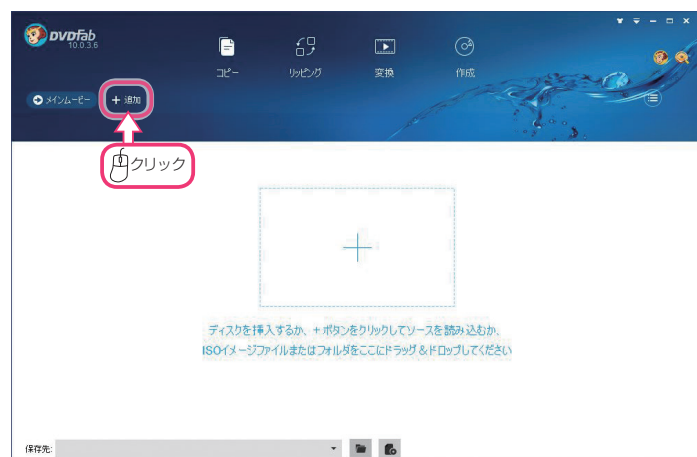 DVDFab
10.0.3.6
コピー
リッピング
変換
作成
メインムービー
+ 追加
クリック
ディスクを挿入するか、+ボタンをクリックしてソースを読み込むか、
ISOイメージファイルまたはフォルダをここにドラッグ&ドロップしてください
保存先: